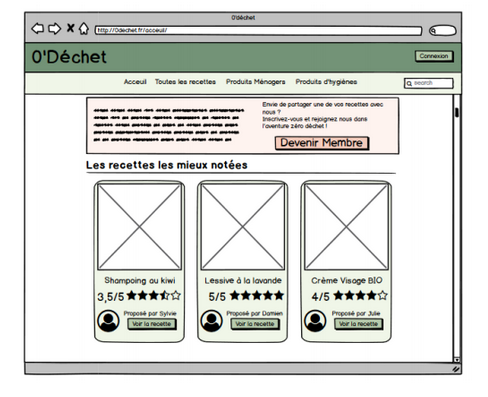 0'déchet
http://0dechet.fr/acceuil/
0'Déchet
Connexion
Acceuil Toutes les recettes Produits Ménagers Produits d'hygiènes
search
Envie de partager une de vos recettes avec
nous ?
Inscrivez-vous et rejoignez nous dans
l'aventure zéro déchet !
Devenir Membre
Les recettes les mieux notées
Shampoing au kiwi
3,5/5
Proposé par Sylvie
Voir la recette
Lessive à la lavande
5/5
Proposé par Damien
Voir la recette
Crème Visage BIO
4/5
Proposé par Julie
Voir la recette